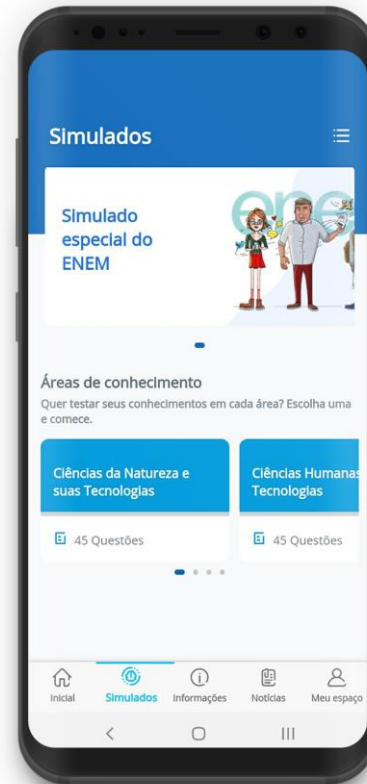 Simulados
Simulado
especial do
ENEM
ene
Áreas de conhecimento
Quer testar seus conhecimentos em cada área? Escolha uma
e comece.
Ciências da Natureza e
suas Tecnologias
45 Questões
Ciências Humanas
Tecnologias
45 Questões
Inicial
Simulados
Informações
Notícias
Meu espaço